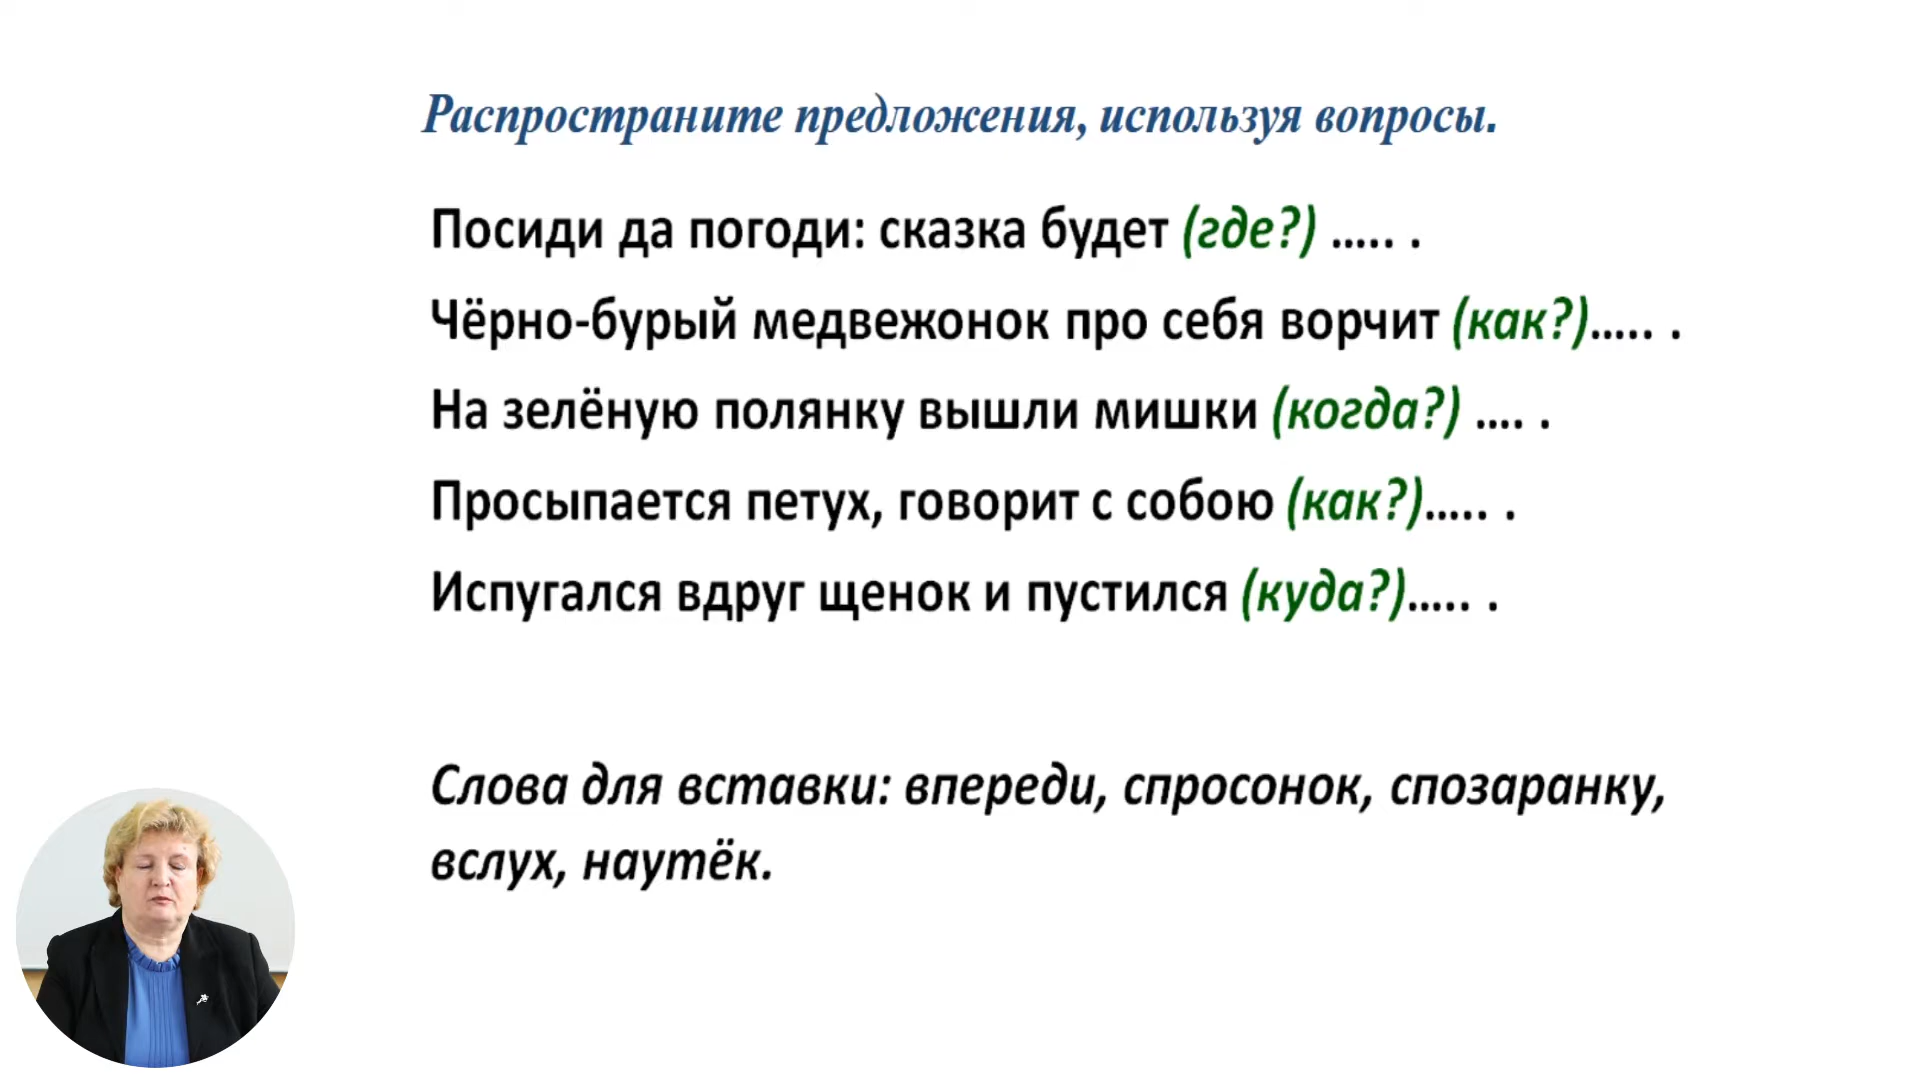 Распространите предложения, используя вопросы.
Посиди да погоди: сказка будет (где?) ….. .
Чёрно-бурый медвежонок про себя ворчит (как?)….. .
На зелёную полянку вышли мишки (когда?) …. .
Просыпается петух, говорит с собою (как?)….. .
Испугался вдруг щенок и пустился (куда?)….. .
Слова для вставки: впереди, спросонок, спозаранку,
вслух, наутёк.